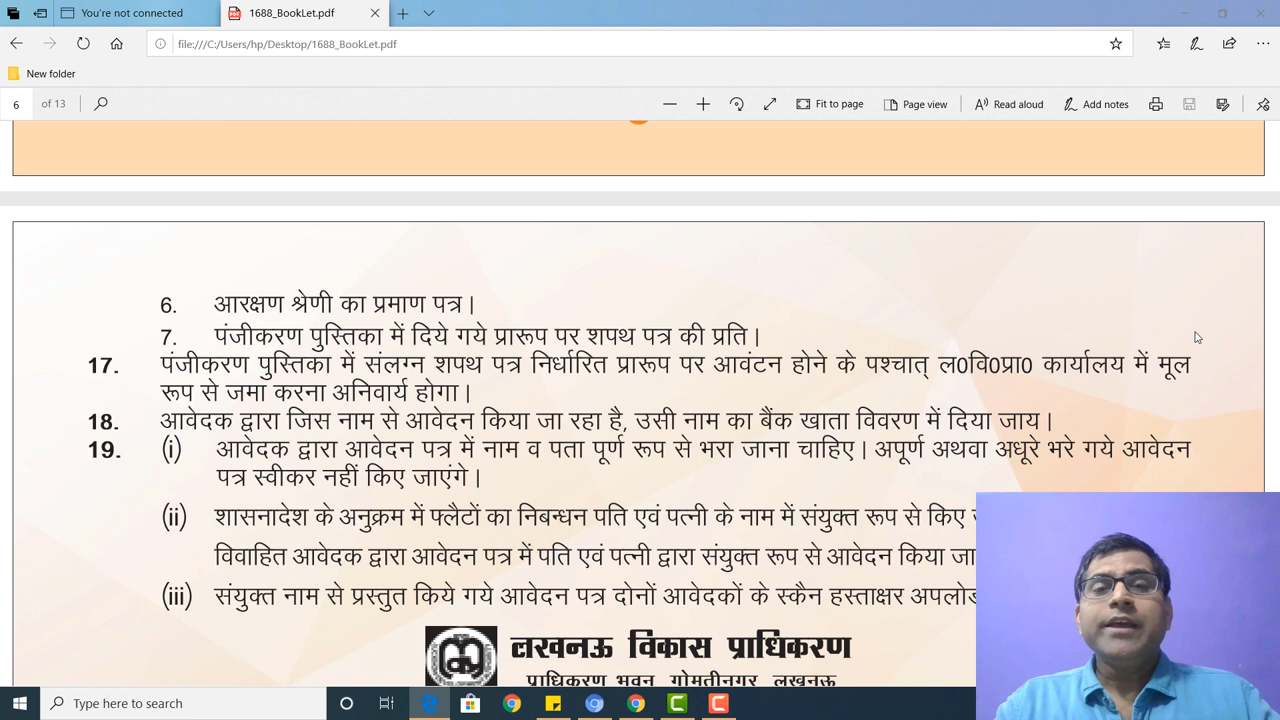 You're not connected
1688_BookLet.pdf
file:///C:/Users/hp/Desktop/1688_BookLet.pdf
New folder
6 of 13
Fit to page
Page view
Read aloud
Add notes
6. आरक्षण श्रेणी का प्रमाण पत्र।
7. पंजीकरण पुस्तिका में दिये गये प्रारूप पर शपथ पत्र की प्रति।
17. पंजीकरण पुस्तिका में संलग्न शपथ पत्र निर्धारित प्रारूप पर आवंटन होने के पश्चात् ल0वि0प्रा0 कार्यालय में मूल
रूप से जमा करना अनिवार्य होगा।
18. आवेदक द्वारा जिस नाम से आवेदन किया जा रहा है, उसी नाम का बैंक खाता विवरण में दिया जाय।
19. (i) आवेदक द्वारा आवेदन पत्र में नाम व पता पूर्ण रूप से भरा जाना चाहिए। अपूर्ण अथवा अधूरे भरे गये आवेदन
पत्र स्वीकर नहीं किए जाएंगे।
(ii) शासनादेश के अनुक्रम में फ्लैटों का निबन्धन पति एवं पत्नी के नाम में संयुक्त रूप से किए
विवाहित आवेदक द्वारा आवेदन पत्र में पति एवं पत्नी द्वारा संयुक्त रूप से आवेदन किया जा
(iii) संयुक्त नाम से प्रस्तुत किये गये आवेदन पत्र दोनों आवेदकों के स्कैन हस्ताक्षर अपलोड
लखनऊ विकास प्राधिकरण
प्राधिकरण भवन, गोमतीनगर, लखनऊ
Type here to search